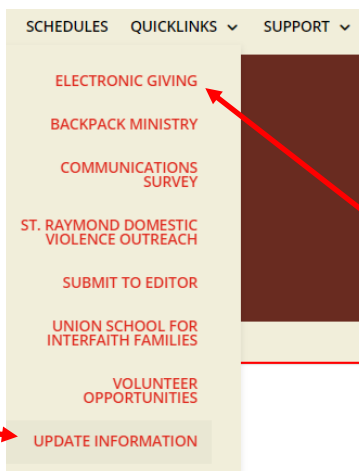 SCHEDULES QUICKLINKS SUPPORT
ELECTRONIC GIVING
BACKPACK MINISTRY
COMMUNICATIONS
SURVEY
ST. RAYMOND DOMESTIC
VIOLENCE OUTREACH
SUBMIT TO EDITOR
UNION SCHOOL FOR
INTERFAITH FAMILIES
VOLUNTEER
OPPORTUNITIES
UPDATE INFORMATION